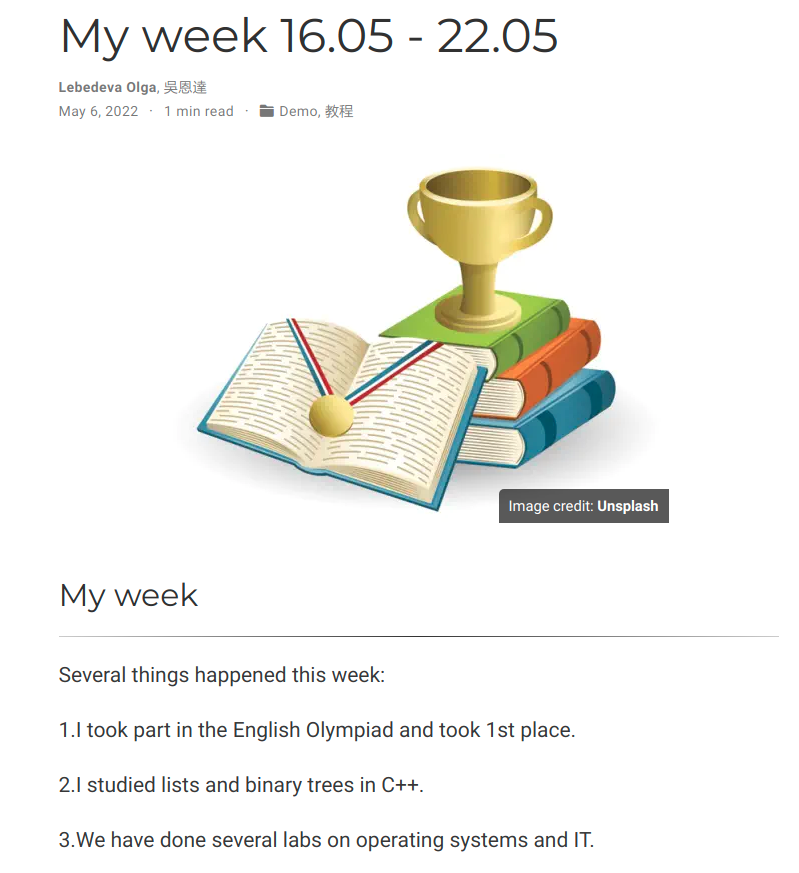 My week 16.05 - 22.05
Lebedeva Olga, 吳恩達
May 6, 2022 · 1 min read · Demo, 教程
Image credit: Unsplash
My week
Several things happened this week:
1.I took part in the English Olympiad and took 1st place.
2.I studied lists and binary trees in C++.
3.We have done several labs on operating systems and IT.